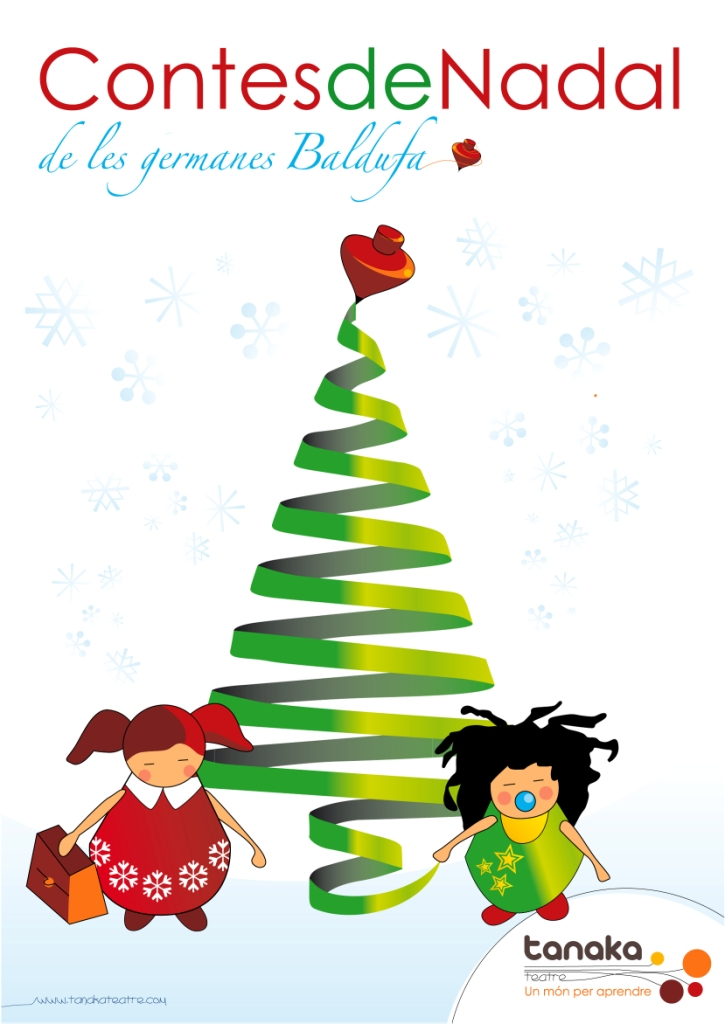 ContesdeNadal
de les germanes Baldufa
tanaka
teatre
Un món per aprendre
www.tanakateatre.com